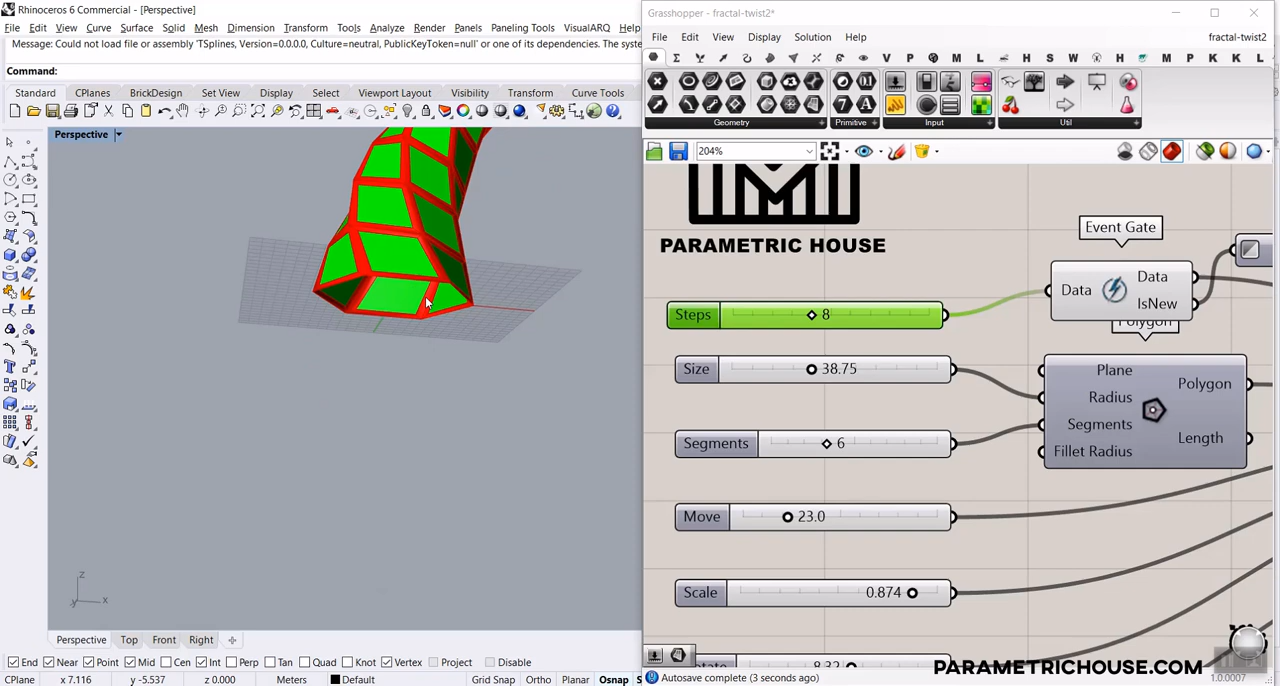 Rhinoceros 6 Commercial - [Perspective]
File Edit View Curve Surface Solid Mesh Dimension Transform Tools Analyze Render Panels Paneling Tools VisualARQ Help
Message: Could not load file or assembly 'TSplines, Version=0.0.0.0, Culture=neutral, PublicKeyToken=null' or one of its dependencies. The syste
Command:
Standard CPlanes BrickDesign Set View Display Select Viewport Layout Visibility Transform Curve Tools
Perspective
z
y x
Perspective Top Front Right
End Near Point Mid Cen Int Perp Tan Quad Knot Vertex Project Disable
CPlane x 7.116 y -5.537 z 0.000 Meters Default Grid Snap Ortho Planar Osnap
Grasshopper - fractal-twist2*
File Edit View Display Solution Help fractal-twist2
V P M L H S W H M P K K L
Geometry Primitive Input Util
204%
PARAMETRIC HOUSE
Event Gate
Data Data
IsNew
Steps 8
Polygon
Size 38.75
Plane
Radius
Segments
Fillet Radius
Polygon
Length
Segments 6
Move 23.0
Scale 0.874
8.32
PARAMETRICHOUSE.COM
Autosave complete (3 seconds ago)
1.0.0007